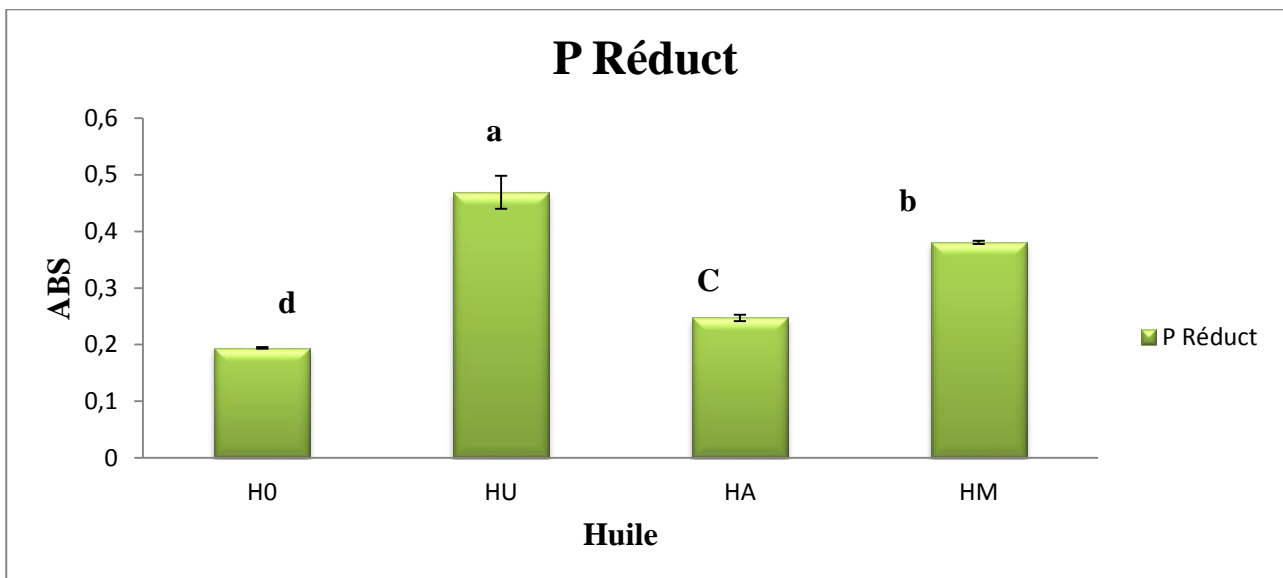 P Réduct
0,6
a
0,5
b
0,4
C
d
0,3
0,2
0,1
0
ABS
P Réduct
H0 HU HA HM
Huile